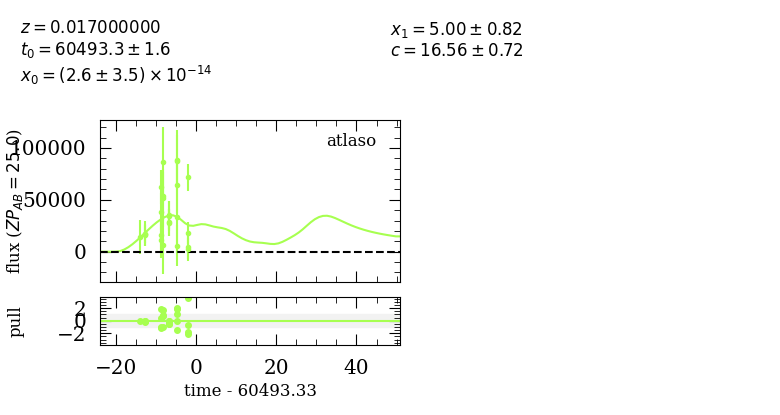 z = 0.017000000
t₀ = 60493.3 ± 1.6
x₀ = (2.6 ± 3.5) × 10⁻¹⁴
x₁ = 5.00 ± 0.82
c = 16.56 ± 0.72
atlaso
100000
50000
0
flux (ZP_AB = 25.0)
2
0
−2
pull
−20 0 20 40
time - 60493.33